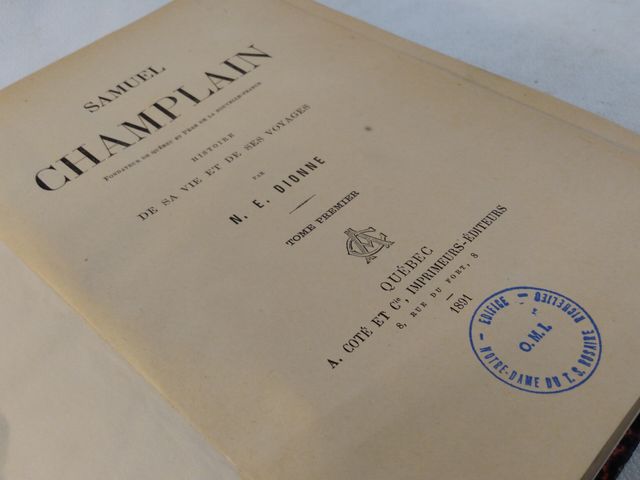 SAMUEL
CHAMPLAIN
FONDATEUR DE QUÉBEC ET PÈRE DE LA NOUVELLE-FRANCE
HISTOIRE
DE SA VIE ET DE SES VOYAGES
PAR
N. E. DIONNE
TOME PREMIER
QUÉBEC
A. COTÉ ET Cie, IMPRIMEURS-ÉDITEURS
8, RUE DU FORT, 8
1891
EDIFICE
O.M.I.
NOTRE-DAME DU T. S. ROSAIRE RICHELIEU